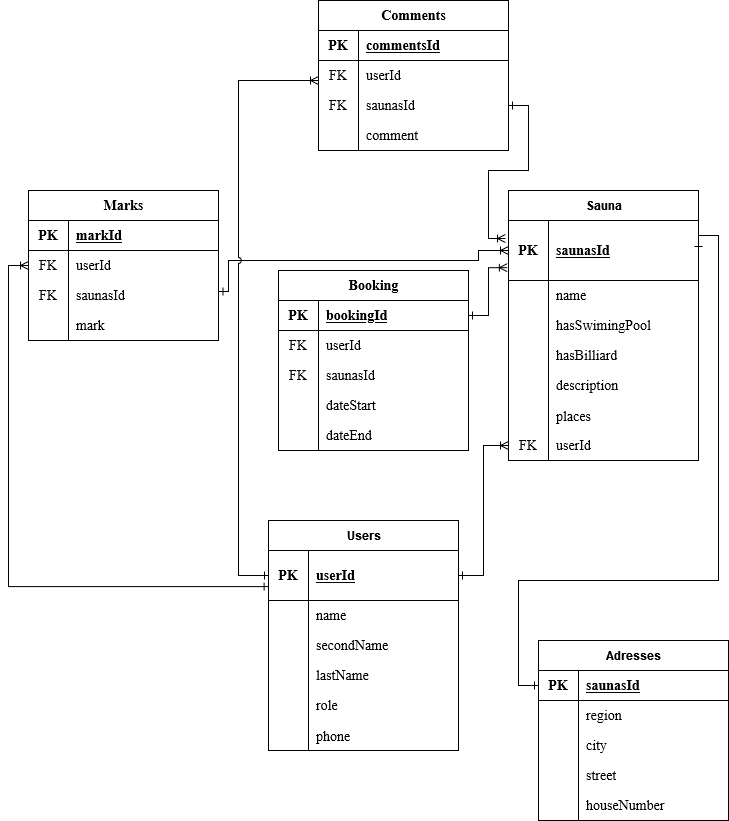 Comments
PK commentsId
FK userId
FK saunasId
comment
Marks
PK markId
FK userId
FK saunasId
mark
Sauna
PK saunasId
name
hasSwimingPool
hasBilliard
description
places
FK userId
Booking
PK bookingId
FK userId
FK saunasId
dateStart
dateEnd
Users
PK userId
name
secondName
lastName
role
phone
Adresses
PK saunasId
region
city
street
houseNumber